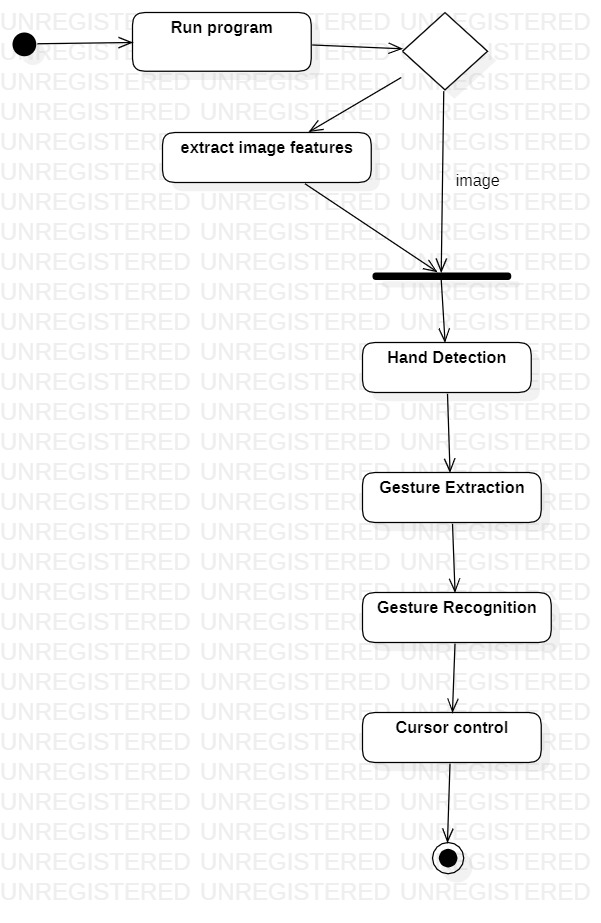 Run program
extract image features
image
Hand Detection
Gesture Extraction
Gesture Recognition
Cursor control
UNREGISTERED UNREGISTERED UNREGISTERED